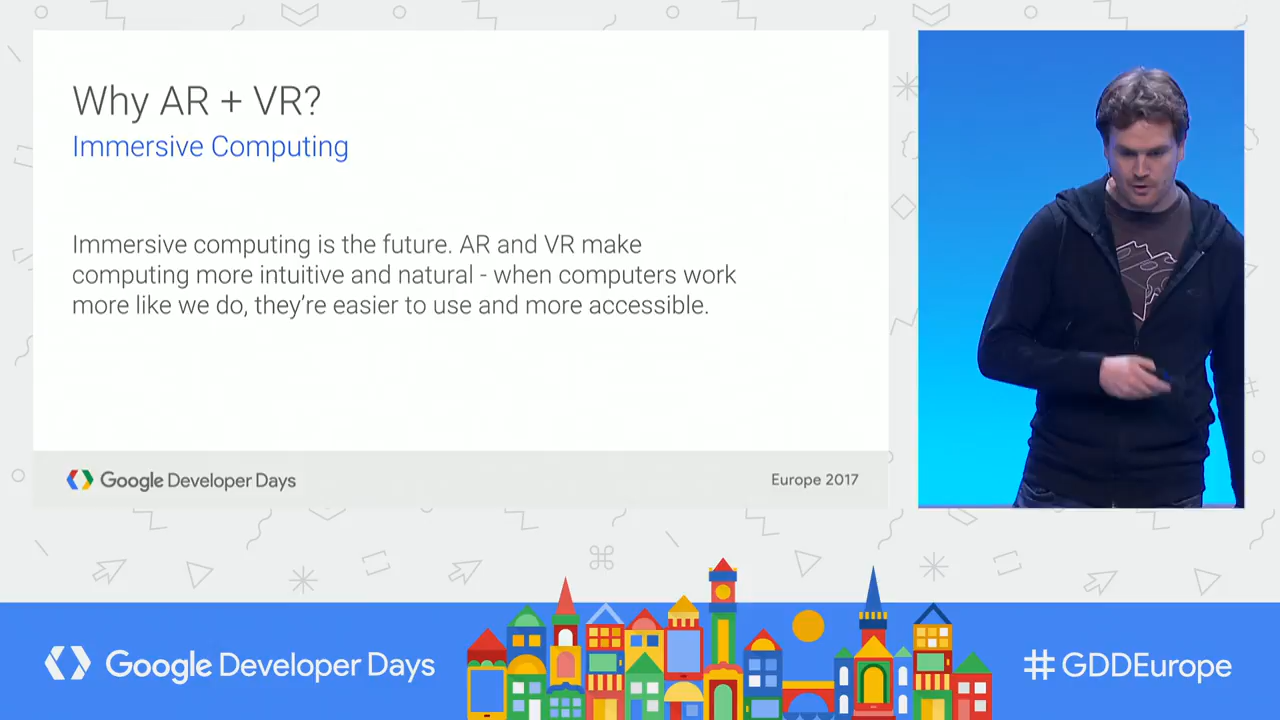 Why AR + VR?
Immersive Computing
Immersive computing is the future. AR and VR make
computing more intuitive and natural - when computers work
more like we do, they're easier to use and more accessible.
Google Developer Days
Europe 2017
Google Developer Days
#GDDEurope